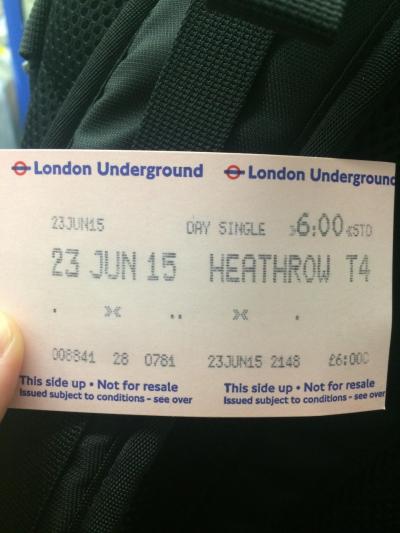 London Underground London Underground
23JUN15 DAY SINGLE £6:00 STD
23 JUN 15 HEATHROW T4
008841 28 0781 23JUN15 2148 £6:00C
This side up • Not for resale This side up • Not for resale
Issued subject to conditions - see over Issued subject to conditions - see over